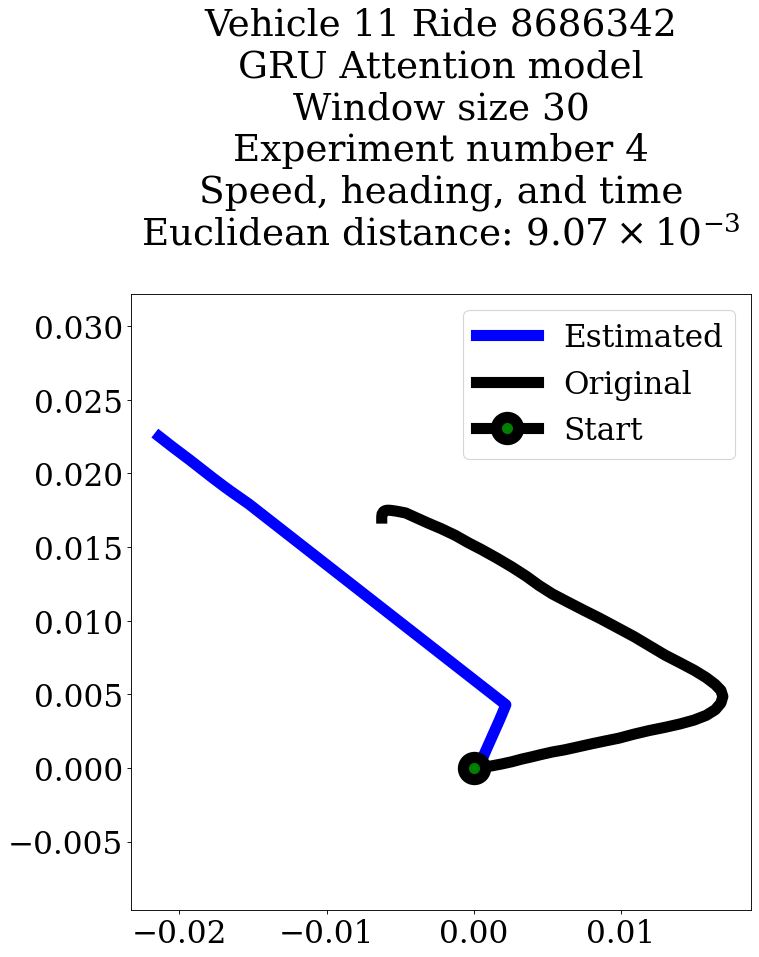 Vehicle 11 Ride 8686342
GRU Attention model
Window size 30
Experiment number 4
Speed, heading, and time
Euclidean distance: 9.07 × 10⁻³
Estimated
Original
Start
0.030
0.025
0.020
0.015
0.010
0.005
0.000
−0.005
−0.02 −0.01 0.00 0.01